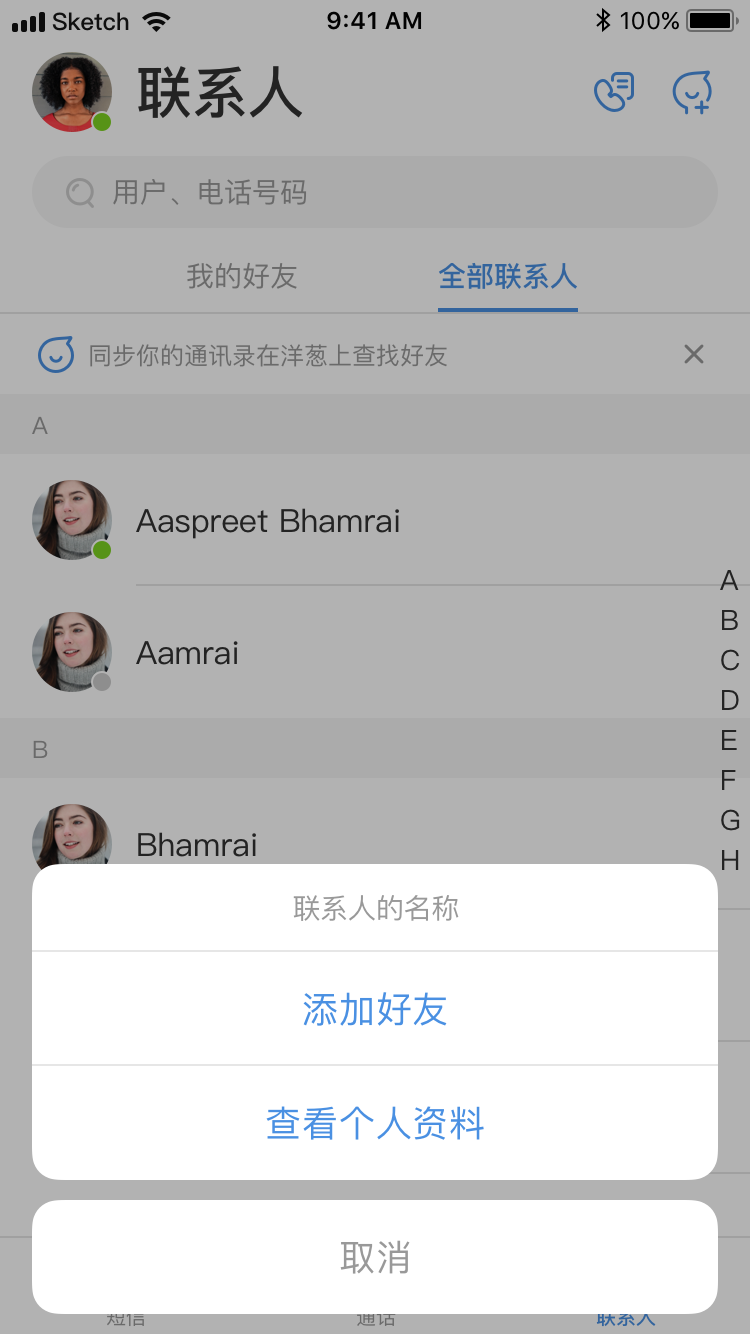 Sketch 9:41 AM 100%
联系人
用户、电话号码
我的好友 全部联系人
同步你的通讯录在洋葱上查找好友
A
Aaspreet Bhamrai
Aamrai
B
Bhamrai
A
B
C
D
E
F
G
H
联系人的名称
添加好友
查看个人资料
取消
短信 通话 联系人